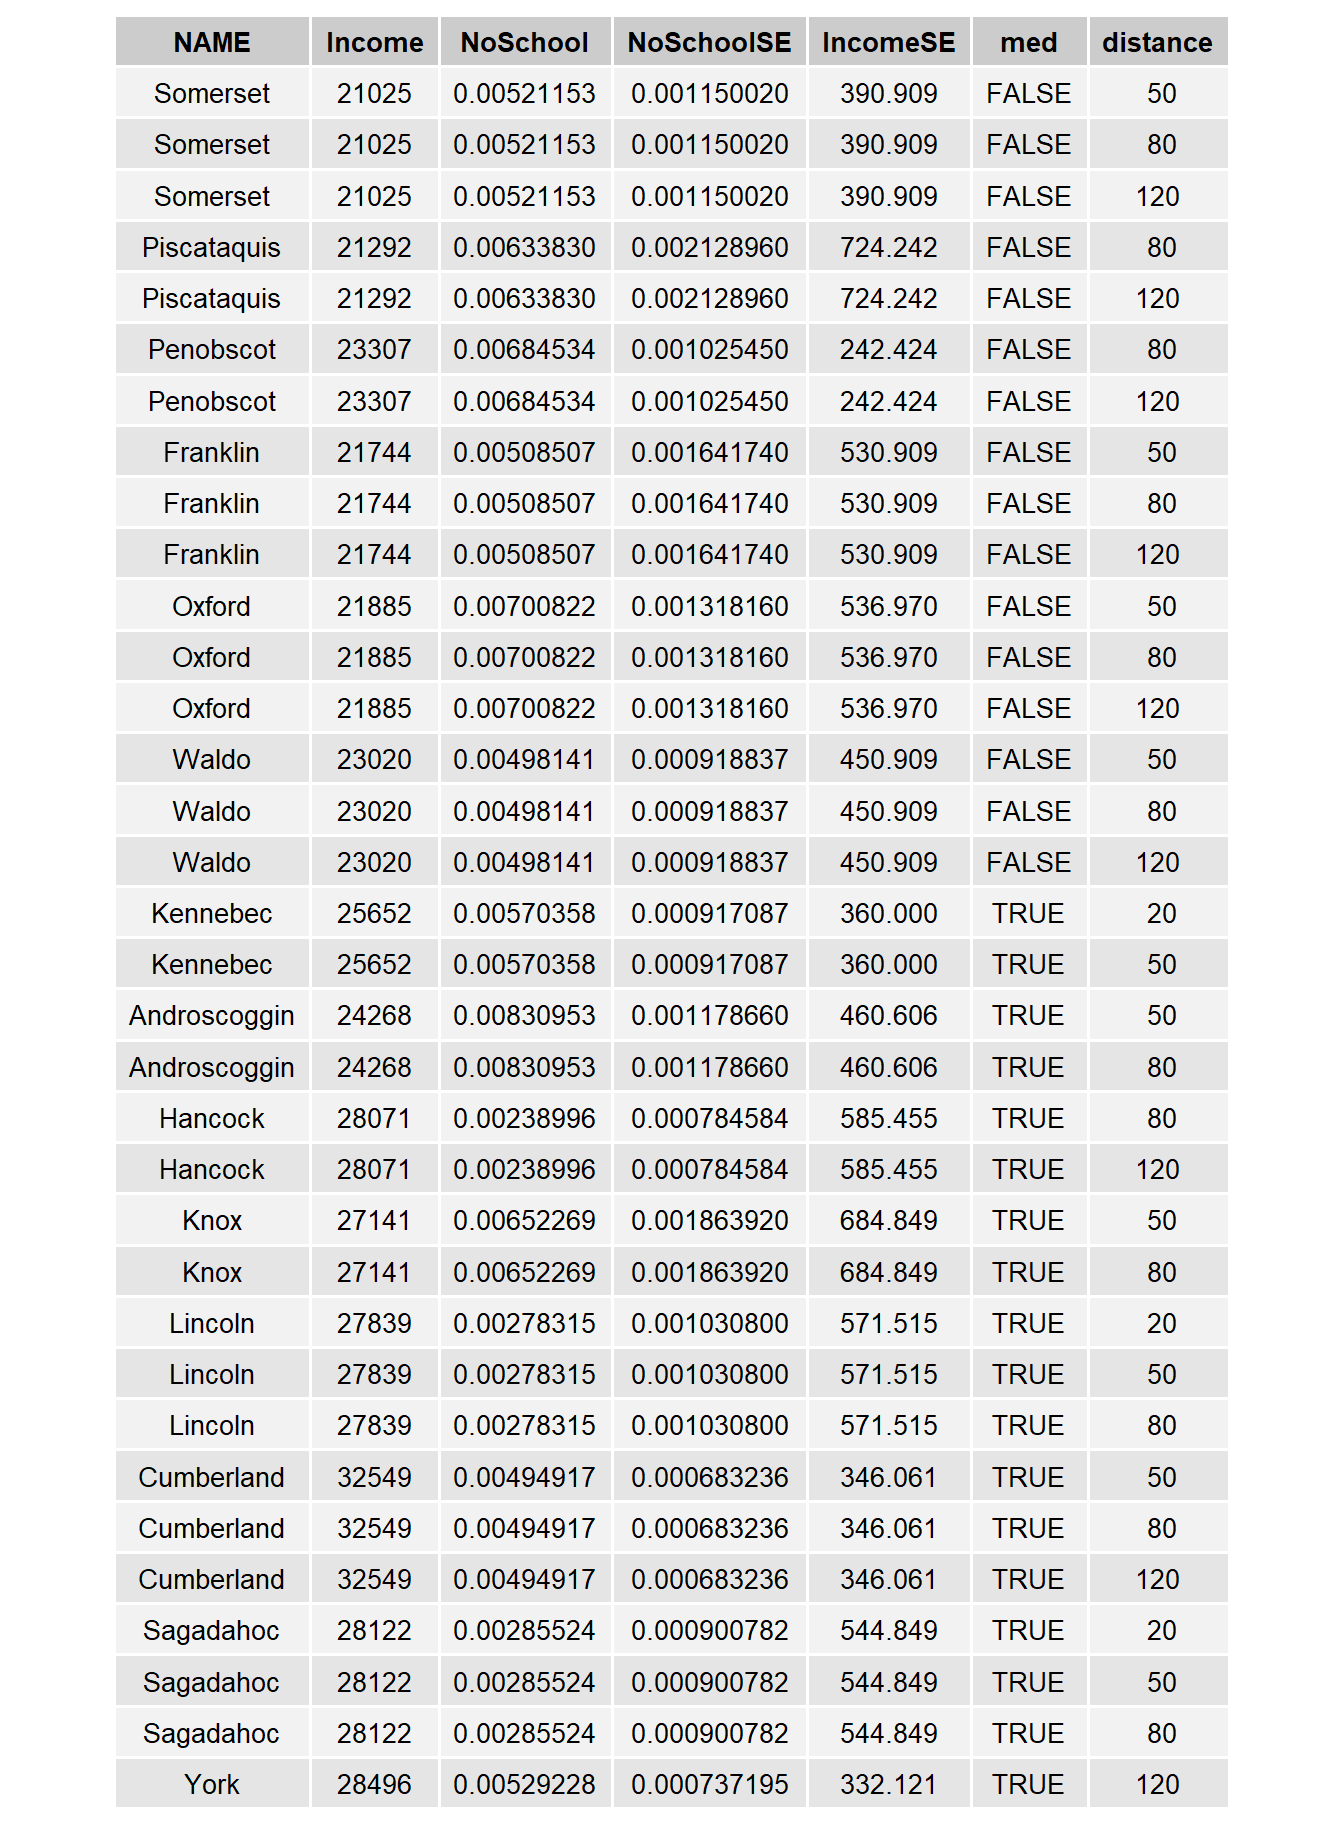 NAME Income NoSchool NoSchoolSE IncomeSE med distance
Somerset 21025 0.00521153 0.001150020 390.909 FALSE 50
Somerset 21025 0.00521153 0.001150020 390.909 FALSE 80
Somerset 21025 0.00521153 0.001150020 390.909 FALSE 120
Piscataquis 21292 0.00633830 0.002128960 724.242 FALSE 80
Piscataquis 21292 0.00633830 0.002128960 724.242 FALSE 120
Penobscot 23307 0.00684534 0.001025450 242.424 FALSE 80
Penobscot 23307 0.00684534 0.001025450 242.424 FALSE 120
Franklin 21744 0.00508507 0.001641740 530.909 FALSE 50
Franklin 21744 0.00508507 0.001641740 530.909 FALSE 80
Franklin 21744 0.00508507 0.001641740 530.909 FALSE 120
Oxford 21885 0.00700822 0.001318160 536.970 FALSE 50
Oxford 21885 0.00700822 0.001318160 536.970 FALSE 80
Oxford 21885 0.00700822 0.001318160 536.970 FALSE 120
Waldo 23020 0.00498141 0.000918837 450.909 FALSE 50
Waldo 23020 0.00498141 0.000918837 450.909 FALSE 80
Waldo 23020 0.00498141 0.000918837 450.909 FALSE 120
Kennebec 25652 0.00570358 0.000917087 360.000 TRUE 20
Kennebec 25652 0.00570358 0.000917087 360.000 TRUE 50
Androscoggin 24268 0.00830953 0.001178660 460.606 TRUE 50
Androscoggin 24268 0.00830953 0.001178660 460.606 TRUE 80
Hancock 28071 0.00238996 0.000784584 585.455 TRUE 80
Hancock 28071 0.00238996 0.000784584 585.455 TRUE 120
Knox 27141 0.00652269 0.001863920 684.849 TRUE 50
Knox 27141 0.00652269 0.001863920 684.849 TRUE 80
Lincoln 27839 0.00278315 0.001030800 571.515 TRUE 20
Lincoln 27839 0.00278315 0.001030800 571.515 TRUE 50
Lincoln 27839 0.00278315 0.001030800 571.515 TRUE 80
Cumberland 32549 0.00494917 0.000683236 346.061 TRUE 50
Cumberland 32549 0.00494917 0.000683236 346.061 TRUE 80
Cumberland 32549 0.00494917 0.000683236 346.061 TRUE 120
Sagadahoc 28122 0.00285524 0.000900782 544.849 TRUE 20
Sagadahoc 28122 0.00285524 0.000900782 544.849 TRUE 50
Sagadahoc 28122 0.00285524 0.000900782 544.849 TRUE 80
York 28496 0.00529228 0.000737195 332.121 TRUE 120